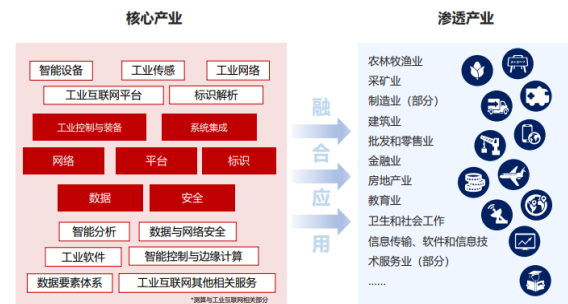 核心产业
渗透产业
智能设备
工业传感
工业网络
工业互联网平台
标识解析
工业控制与装备
系统集成
网络
平台
标识
数据
安全
智能分析
数据与网络安全
工业软件
智能控制与边缘计算
数据要素体系
工业互联网其他相关服务
*测算与工业互联网相关部分
融
合
应
用
农林牧渔业
采矿业
制造业（部分）
建筑业
批发和零售业
金融业
房地产业
教育业
卫生和社会工作
信息传输、软件和信息技
术服务业（部分）
......